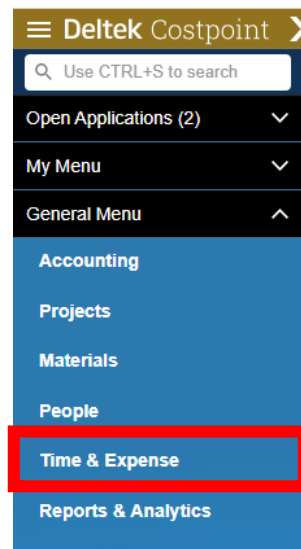 Deltek Costpoint
Use CTRL+S to search
Open Applications (2)
My Menu
General Menu
Accounting
Projects
Materials
People
Time & Expense
Reports & Analytics